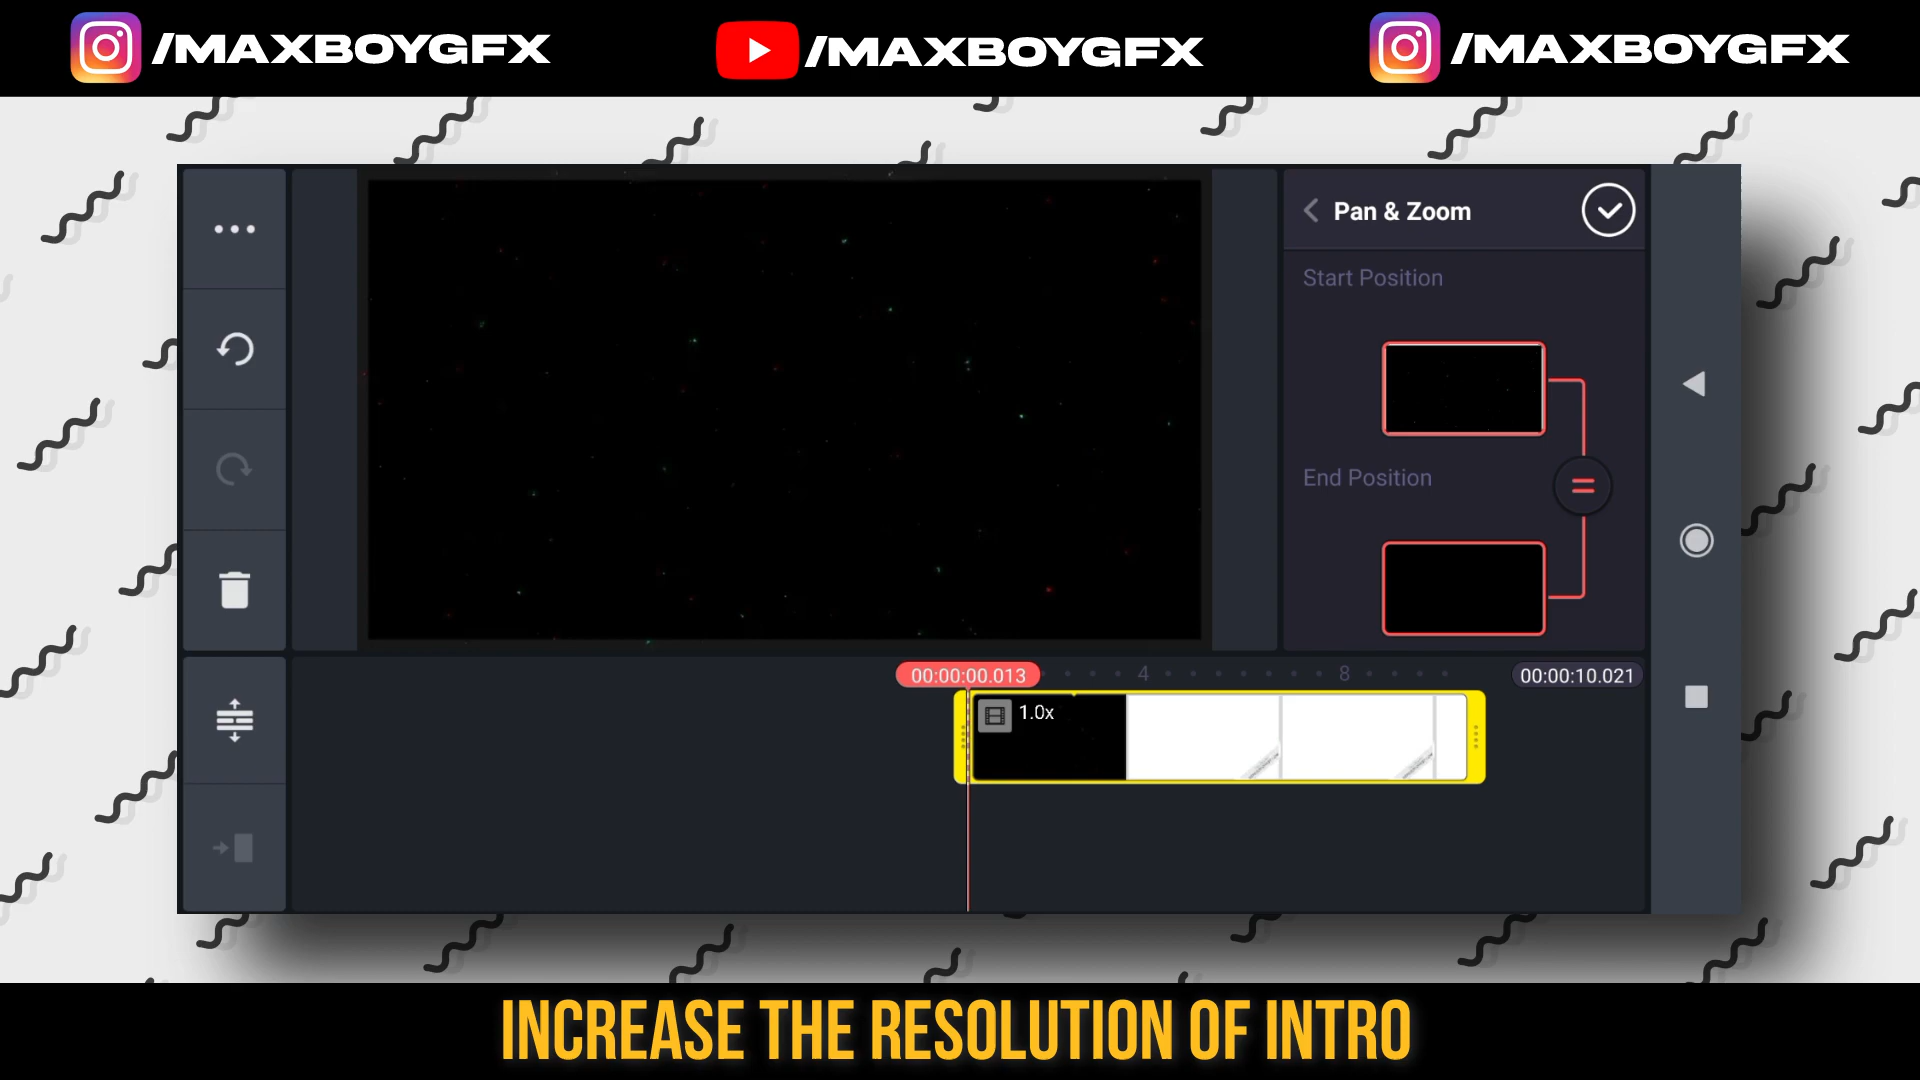 /MAXBOYGFX
/MAXBOYGFX
/MAXBOYGFX
Pan & Zoom
Start Position
End Position
00:00:00.013
4
8
00:00:10.021
1.0x
INCREASE THE RESOLUTION OF INTRO